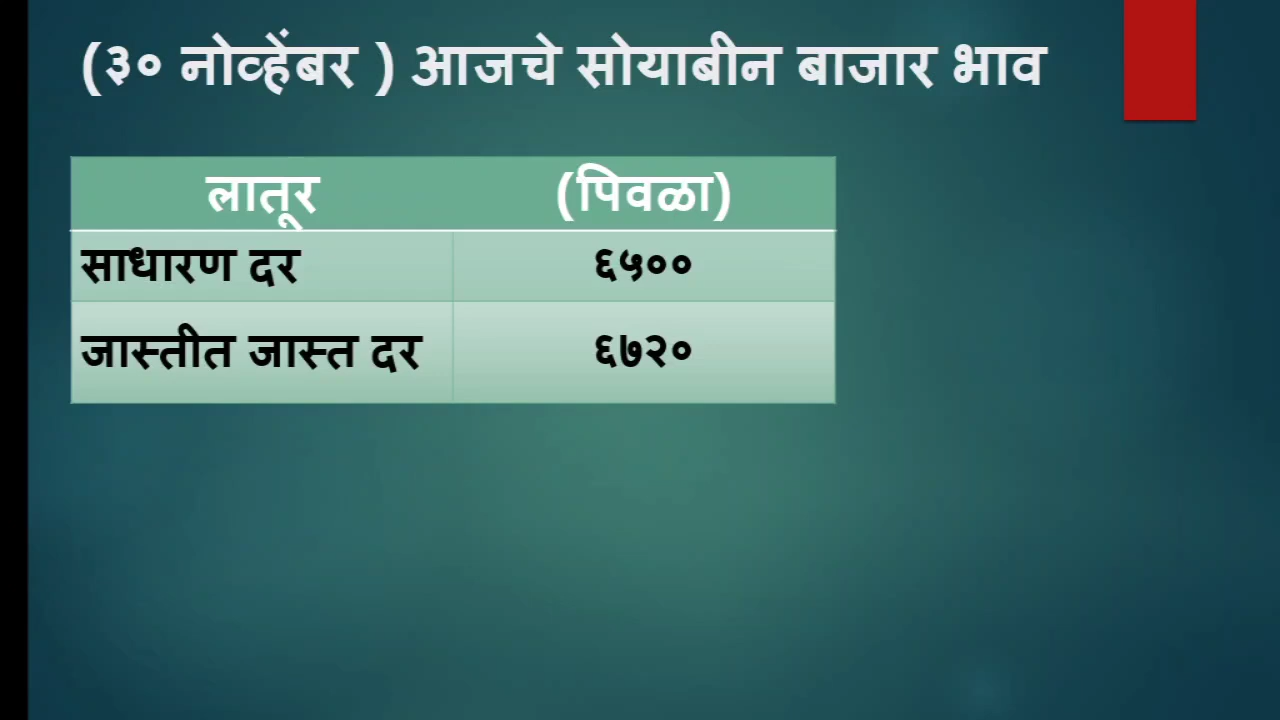 (३० नोव्हेंबर ) आजचे सोयाबीन बाजार भाव
लातूर (पिवळा)
साधारण दर ६५००
जास्तीत जास्त दर ६७२०